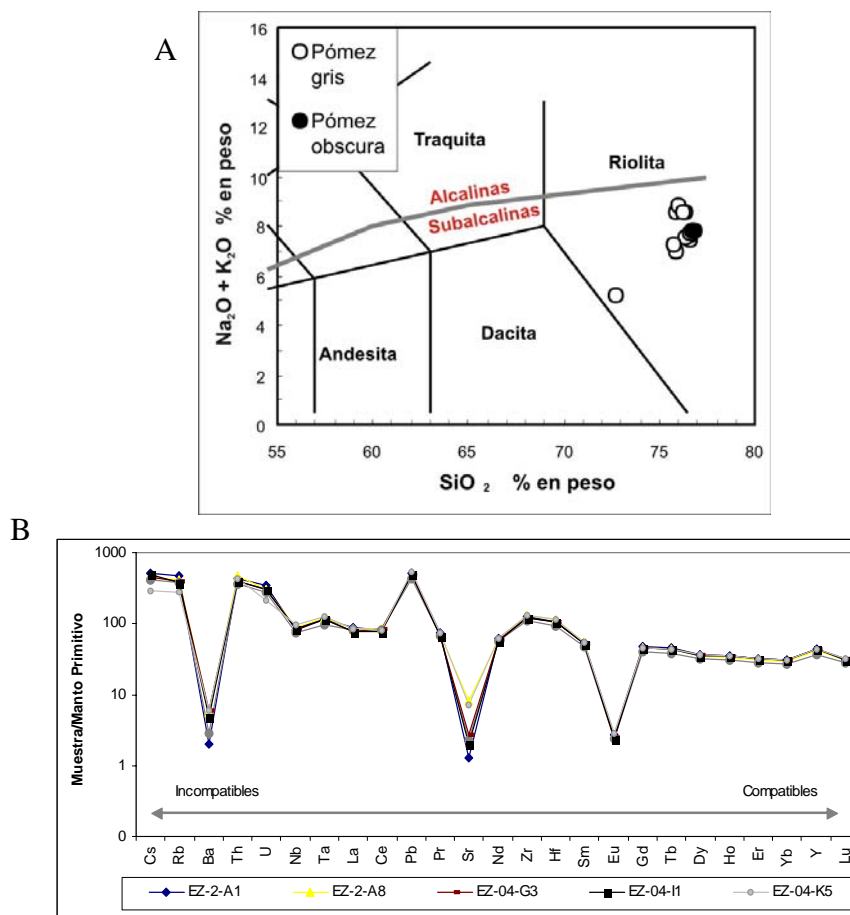 A
Pómez
gris
Pómez
obscura
Traquita
Riolita
Alcalinas
Subalcalinas
Andesita
Dacita
Na2O + K2O % en peso
16
14
12
10
8
6
4
2
0
55
60
65
70
75
80
SiO2 % en peso
B
Muestra/Manto Primitivo
1000
100
10
1
0
Incompatibles
Compatibles
Cs
Rb
Ba
Th
U
Nb
Ta
La
Ce
Pb
Pr
Sr
Nd
Zr
Hf
Sm
Eu
Gd
Tb
Dy
Ho
Er
Yb
Y
Lu
EZ-2-A1
EZ-2-A8
EZ-04-G3
EZ-04-I1
EZ-04-K5